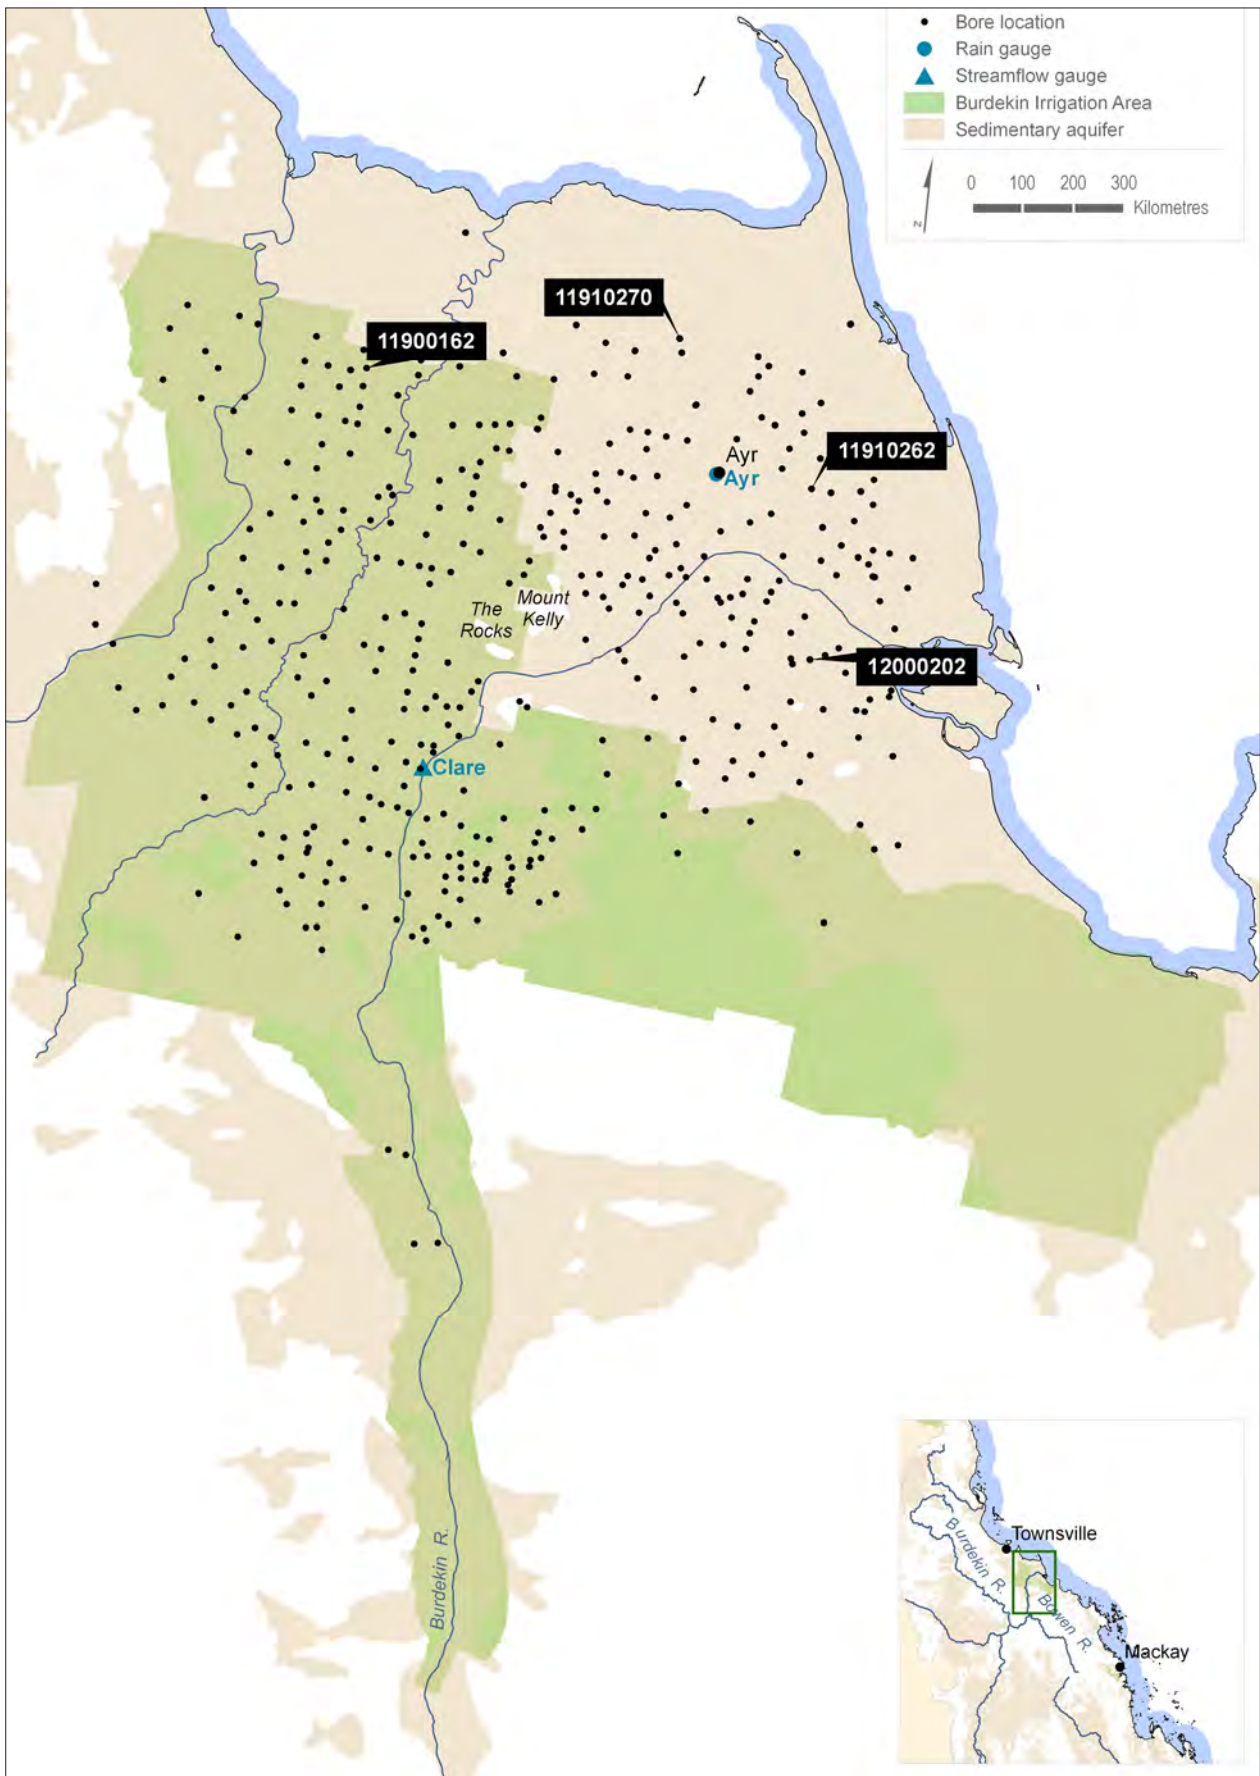 Bore location
Rain gauge
Streamflow gauge
Burdekin Irrigation Area
Sedimentary aquifer
N
0 100 200 300
Kilometres
11910270
11900162
11910262
Ayr
Ayr
The
Rocks
Mount
Kelly
12000202
Clare
Burdekin R.
Townsville
Burdekin R.
Bowen R.
Mackay